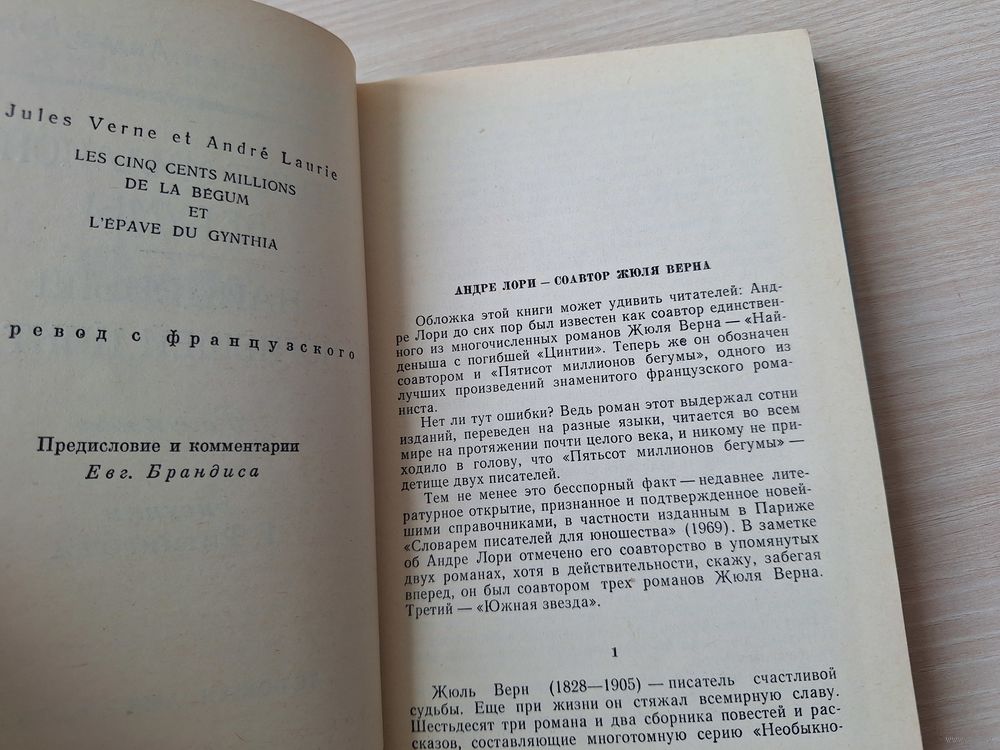 Jules Verne et André Laurie
LES CINQ CENTS MILLIONS
DE LA BÉGUM
ET
L'ÉPAVE DU GYNTHIA
ревод с французского
Предисловие и комментарии
Евг. Брандиса
АНДРЕ ЛОРИ — СОАВТОР ЖЮЛЯ ВЕРНА
Обложка этой книги может удивить читателей: Анд-
ре Лори до сих пор был известен как соавтор единствен-
ного из многочисленных романов Жюля Верна — «Най-
деныша с погибшей «Цинтии». Теперь же он обозначен
соавтором и «Пятисот миллионов бегумы», одного из
лучших произведений знаменитого французского рома-
ниста.
Нет ли тут ошибки? Ведь роман этот выдержал сотни
изданий, переведен на разные языки, читается во всем
мире на протяжении почти целого века, и никому не при-
ходило в голову, что «Пятьсот миллионов бегумы» —
детище двух писателей.
Тем не менее это бесспорный факт — недавнее лите-
ратурное открытие, признанное и подтвержденное новей-
шими справочниками, в частности изданным в Париже
«Словарем писателей для юношества» (1969). В заметке
об Андре Лори отмечено его соавторство в упомянутых
двух романах, хотя в действительности, скажу, забегая
вперед, он был соавтором трех романов Жюля Верна.
Третий — «Южная звезда».
1
Жюль Верн (1828—1905) — писатель счастливой
судьбы. Еще при жизни он стяжал всемирную славу.
Шестьдесят три романа и два сборника повестей и рас-
сказов, составляющие многотомную серию «Необыкно-